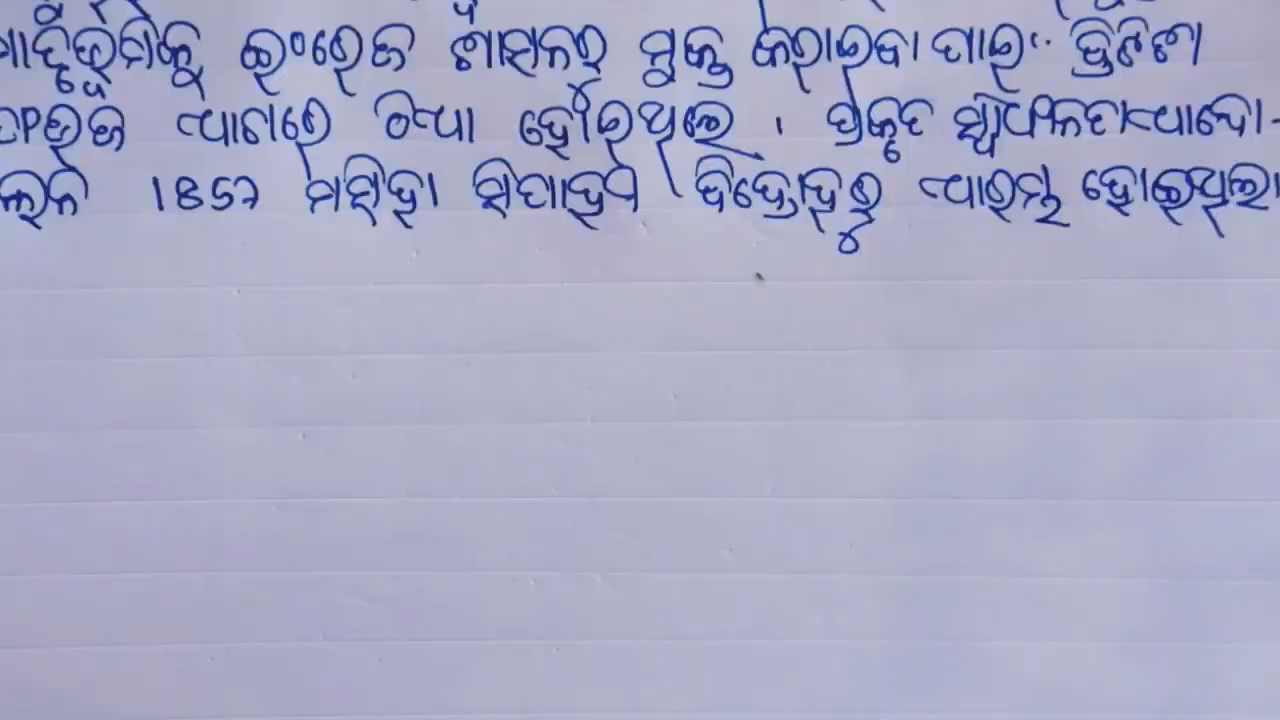 ଇଂରେଜ ଶାସନରୁ ମୁକ୍ତ କରାଇବା ପାଇଁ ବ୍ରିଟିଶ
ଆଗରେ ଠିଆ ହୋଇଥିଲେ । ପ୍ରକୃତ ସ୍ୱାଧୀନତା ଆନ୍ଦୋ-
ଳନ 1857 ମସିହା ସିପାହୀ ବିଦ୍ରୋହରୁ ଆରମ୍ଭ ହୋଇଥିଲା